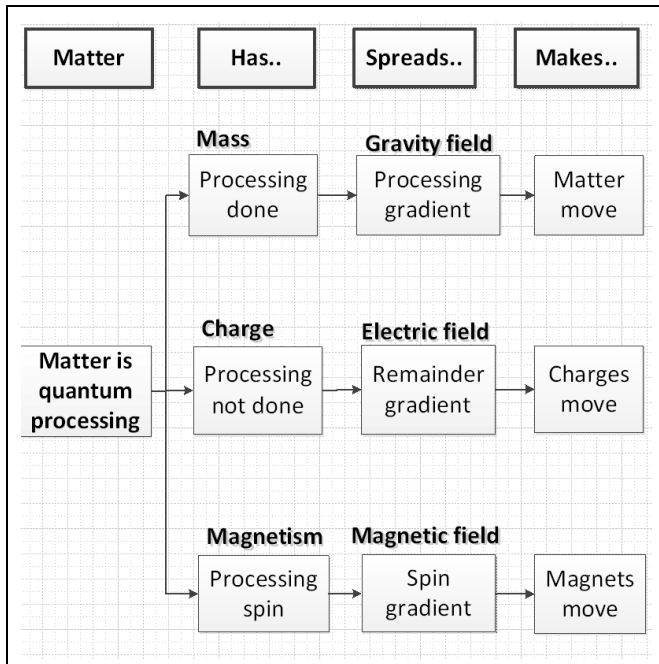 Matter
Has..
Spreads..
Makes..
Mass
Gravity field
Processing
done
Processing
gradient
Matter
move
Charge
Electric field
Matter is
quantum
processing
Processing
not done
Remainder
gradient
Charges
move
Magnetism
Magnetic field
Processing
spin
Spin
gradient
Magnets
move